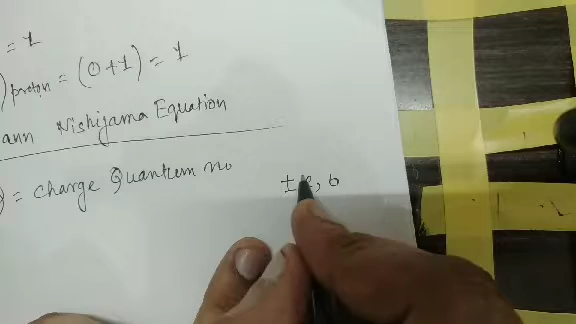 = 1
)proton = (0+1) = 1
ann Nishijama Equation
) = Charge Quantum no
±e, 0